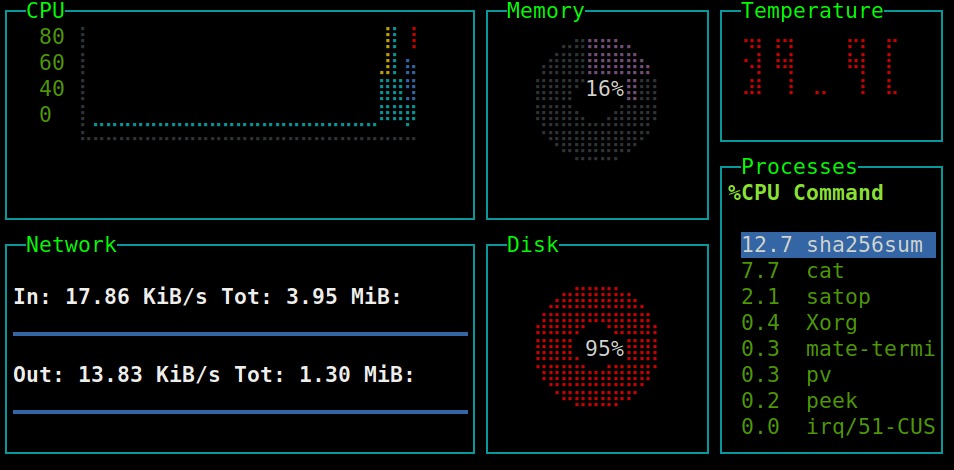 CPU
80
60
40
0
Memory
16%
Temperature
Processes
%CPU Command
12.7 sha256sum
7.7 cat
2.1 satop
0.4 Xorg
0.3 mate-termi
0.3 pv
0.2 peek
0.0 irq/51-CUS
Network
In: 17.86 KiB/s Tot: 3.95 MiB:
Out: 13.83 KiB/s Tot: 1.30 MiB:
Disk
95%